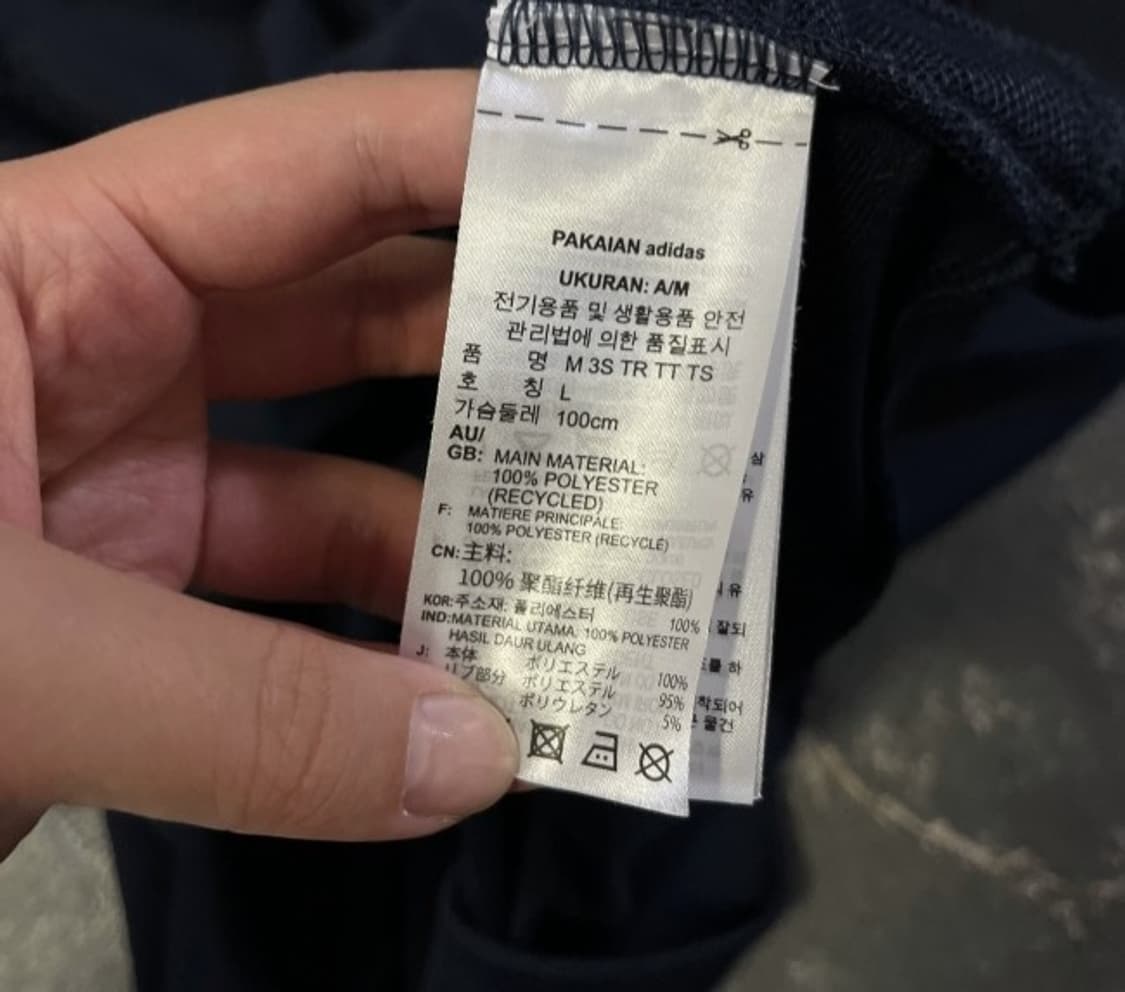 PAKAIAN adidas
UKURAN: A/M
전기용품 및 생활용품 안전
관리법에 의한 품질표시
품 명 M 3S TR TT TS
호 칭 L
가슴둘레 100cm
AU/
GB: MAIN MATERIAL:
100% POLYESTER
(RECYCLED)
F: MATIERE PRINCIPALE:
100% POLYESTER (RECYCLÉ)
CN: 主料:
100% 聚酯纤维(再生聚酯)
KOR: 주소재: 폴리에스터 100%
IND: MATERIAL UTAMA: 100% POLYESTER
HASIL DAUR ULANG
J: 本体 ポリエステル 100%
リブ部分 ポリエステル 95%
ポリウレタン 5%